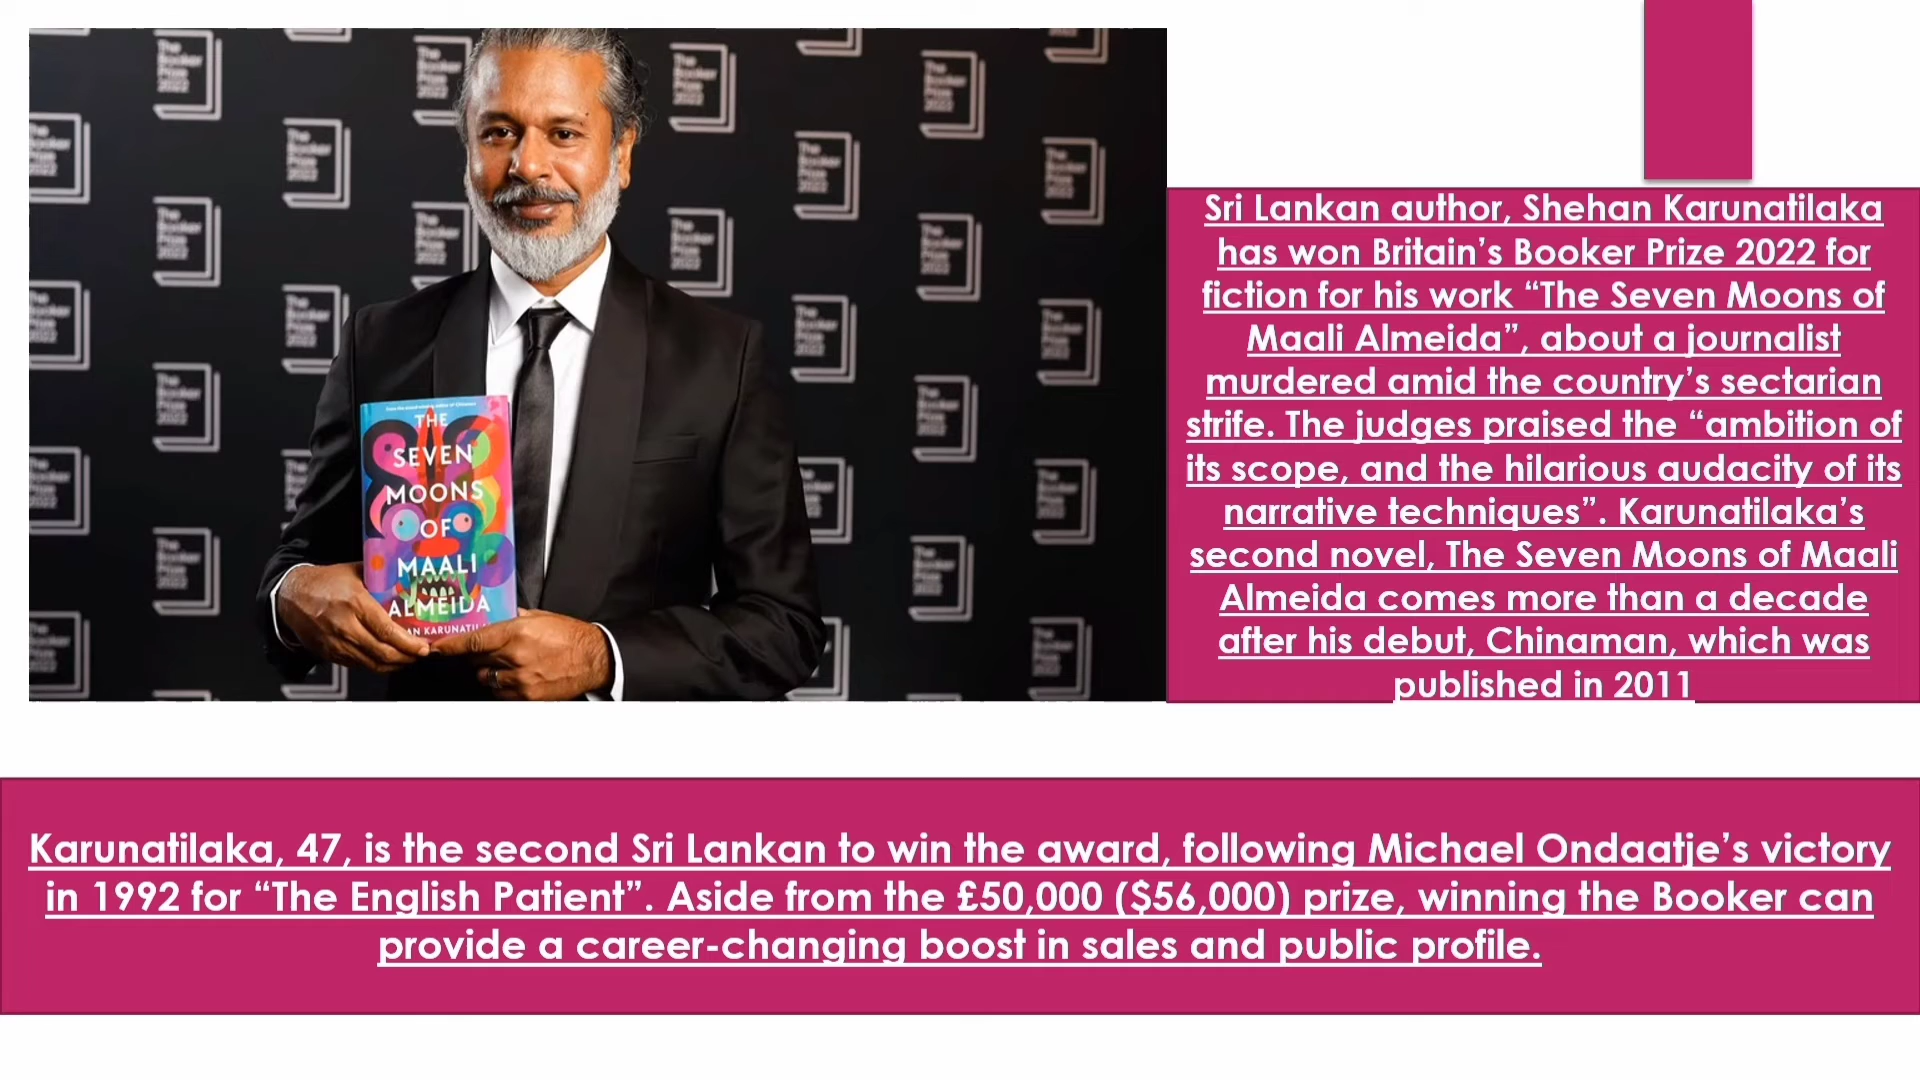 The
Booker
Prize
2022
THE
SEVEN
MOONS
OF
MAALI
ALMEIDA
Sri Lankan author, Shehan Karunatilaka
has won Britain’s Booker Prize 2022 for
fiction for his work “The Seven Moons of
Maali Almeida”, about a journalist
murdered amid the country’s sectarian
strife. The judges praised the “ambition of
its scope, and the hilarious audacity of its
narrative techniques”. Karunatilaka’s
second novel, The Seven Moons of Maali
Almeida comes more than a decade
after his debut, Chinaman, which was
published in 2011
Karunatilaka, 47, is the second Sri Lankan to win the award, following Michael Ondaatje’s victory
in 1992 for “The English Patient”. Aside from the £50,000 ($56,000) prize, winning the Booker can
provide a career-changing boost in sales and public profile.